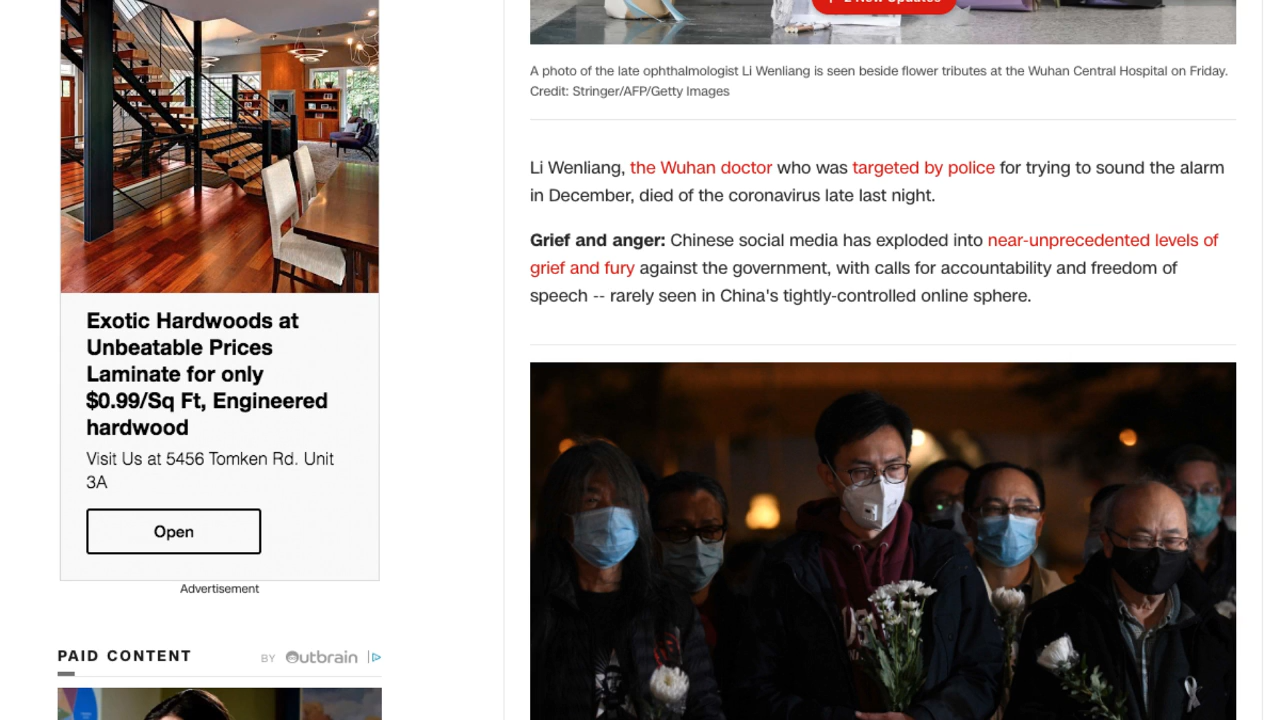 2 New Updates
A photo of the late ophthalmologist Li Wenliang is seen beside flower tributes at the Wuhan Central Hospital on Friday.
Credit: Stringer/AFP/Getty Images
Li Wenliang, the Wuhan doctor who was targeted by police for trying to sound the alarm
in December, died of the coronavirus late last night.
Grief and anger: Chinese social media has exploded into near-unprecedented levels of
grief and fury against the government, with calls for accountability and freedom of
speech -- rarely seen in China's tightly-controlled online sphere.
Exotic Hardwoods at
Unbeatable Prices
Laminate for only
$0.99/Sq Ft, Engineered
hardwood
Visit Us at 5456 Tomken Rd. Unit
3A
Open
Advertisement
PAID CONTENT
BY Outbrain